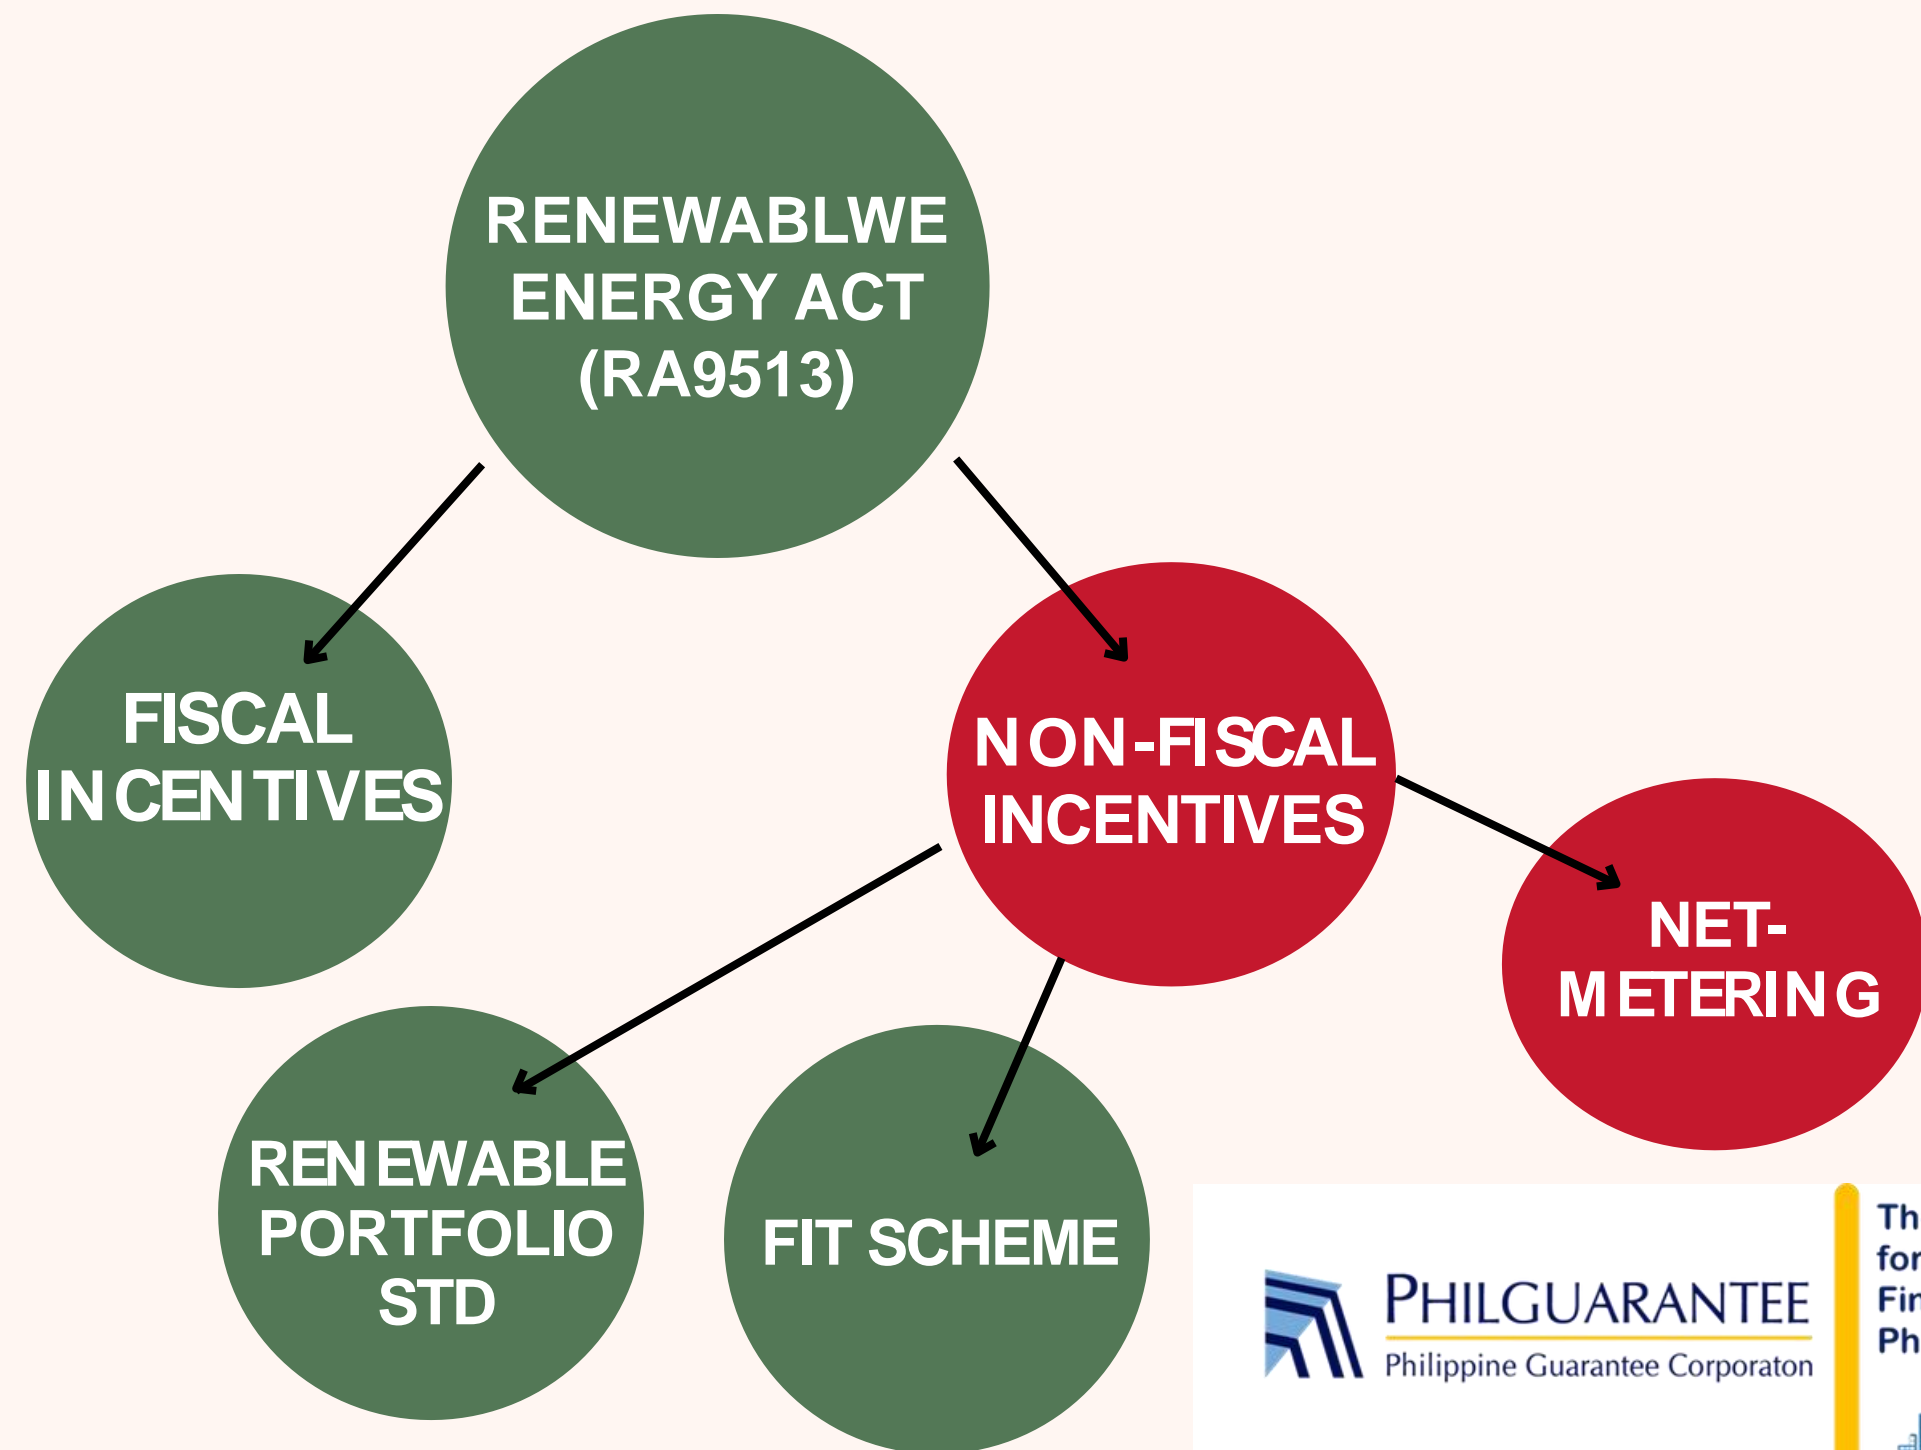 RENEWABLWE
ENERGY ACT
(RA9513)
FISCAL
INCENTIVES
NON-FISCAL
INCENTIVES
NET-
METERING
RENEWABLE
PORTFOLIO
STD
FIT SCHEME
PHILGUARANTEE
Philippine Guarantee Corporaton